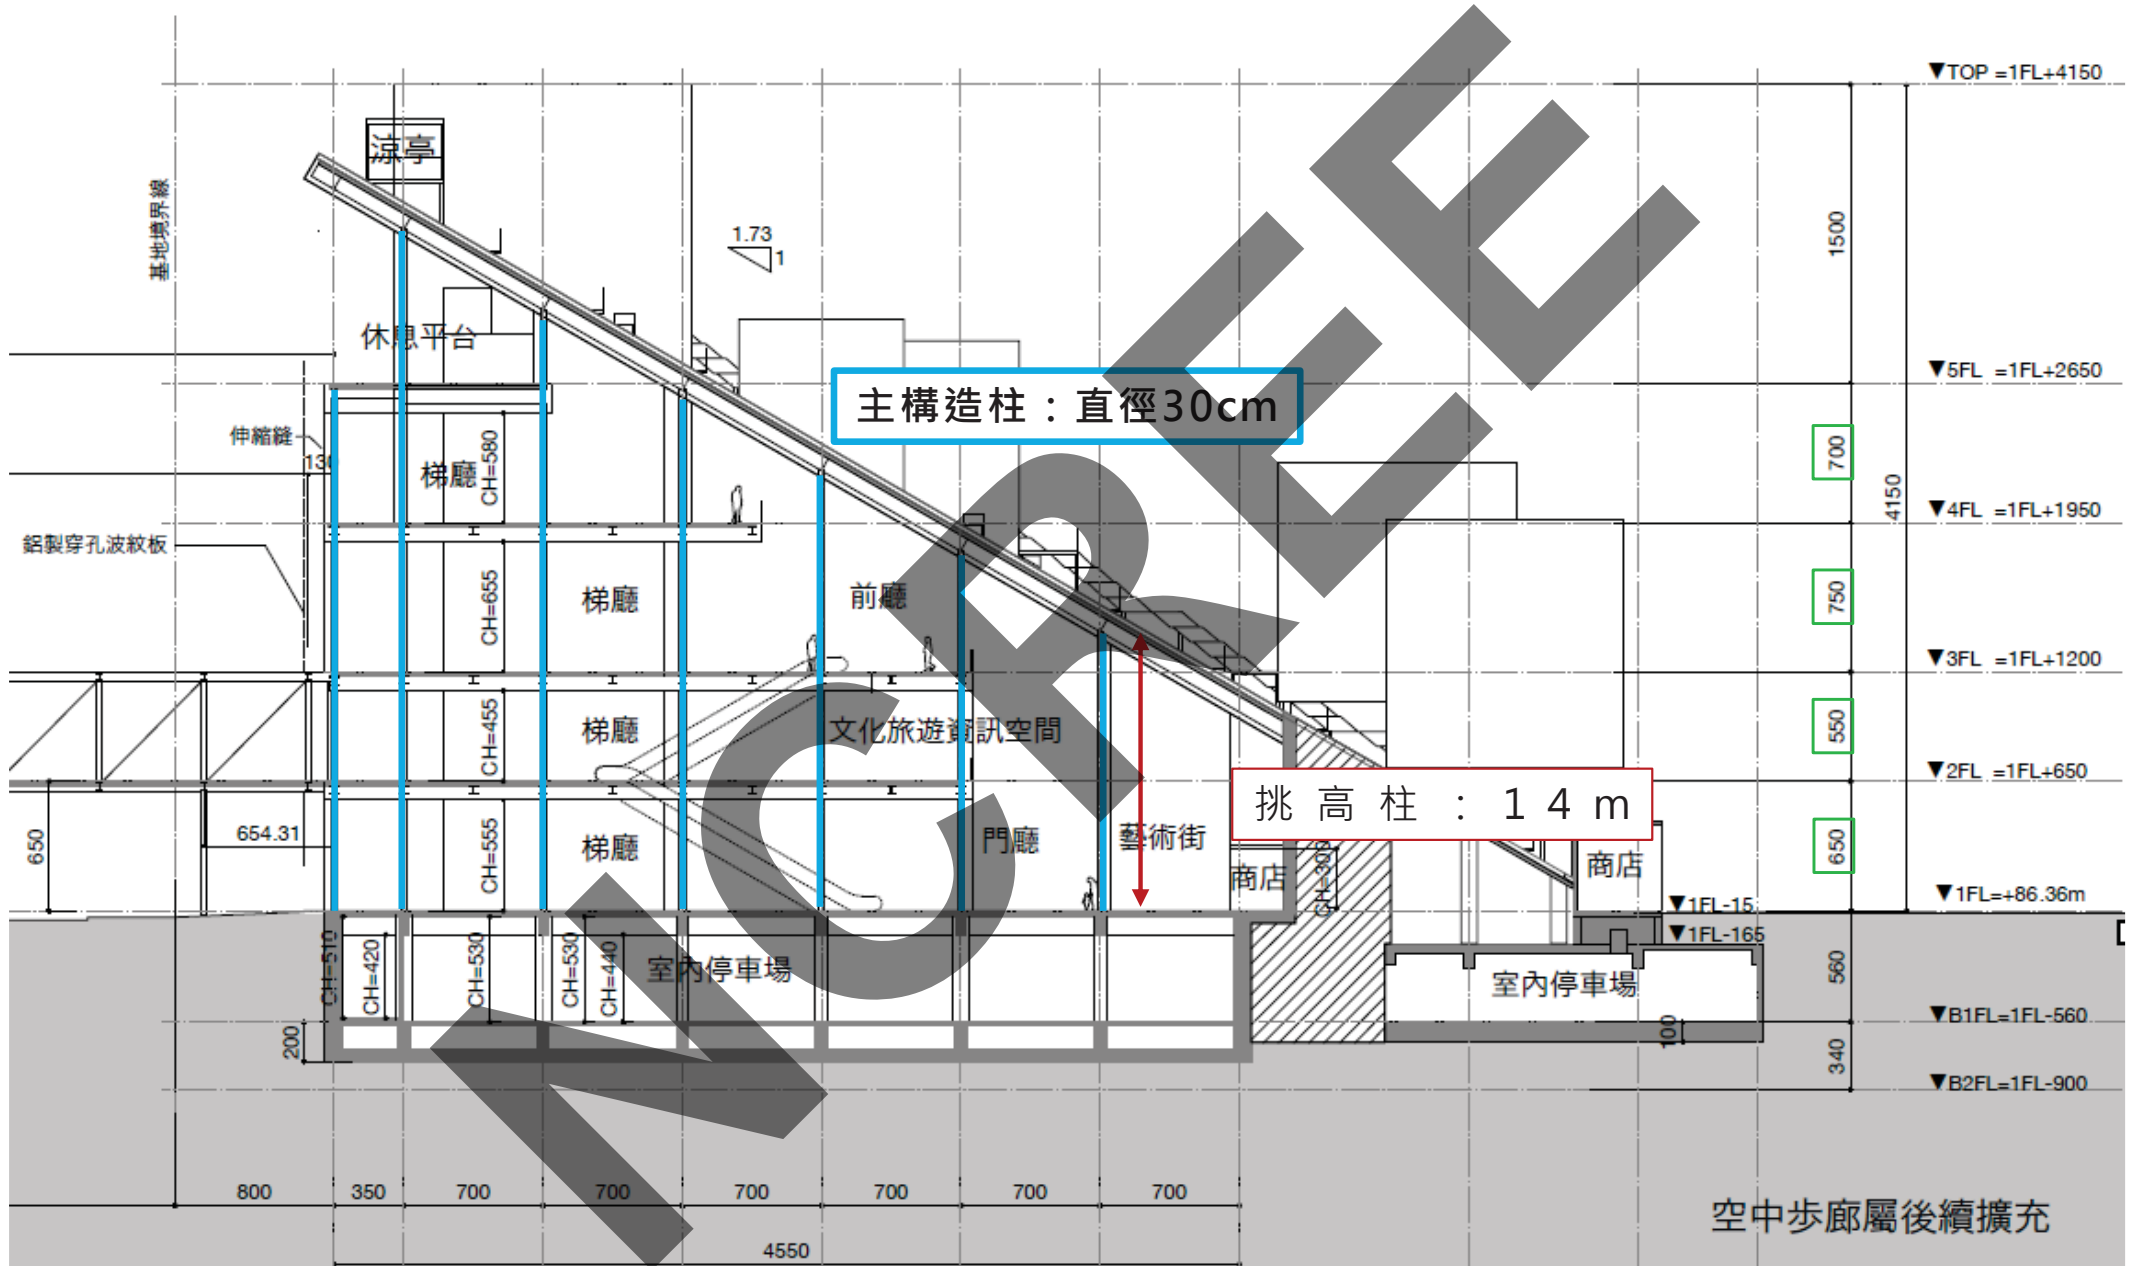 ▼TOP =1FL+4150
涼亭
基地境界線
1.73
1
1500
休息平台
▼5FL =1FL+2650
主構造柱：直徑30cm
伸縮縫
130
梯廳
CH=580
700
4150
▼4FL =1FL+1950
鋁製穿孔波紋板
CH=655
梯廳
前廳
750
▼3FL =1FL+1200
CH=455
梯廳
文化旅遊資訊空間
550
▼2FL =1FL+650
挑高柱：14m
650
654.31
CH=555
梯廳
門廳
藝術街
商店
CH=300
商店
650
▼1FL=+86.36m
▼1FL-15
▼1FL-165
CH=510
CH=420
CH=530
CH=530
CH=440
室內停車場
室內停車場
560
▼B1FL=1FL-560
200
100
340
▼B2FL=1FL-900
800
350
700
700
700
700
700
700
4550
空中步廊屬後續擴充
NCREE